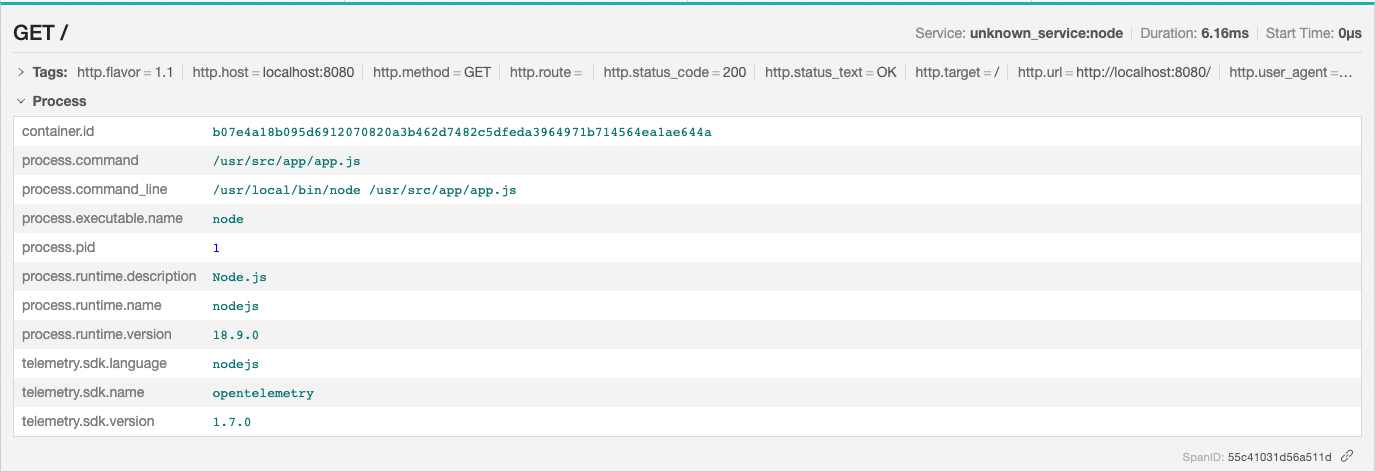 GET /
Service: unknown_service:node Duration: 6.16ms Start Time: 0μs
Tags: http.flavor = 1.1 http.host = localhost:8080 http.method = GET http.route = http.status_code = 200 http.status_text = OK http.target = / http.url = http://localhost:8080/ http.user_agent =...
Process
container.id b07e4a18b095d6912070820a3b462d7482c5dfeda3964971b714564ea1ae644a
process.command /usr/src/app/app.js
process.command_line /usr/local/bin/node /usr/src/app/app.js
process.executable.name node
process.pid 1
process.runtime.description Node.js
process.runtime.name nodejs
process.runtime.version 18.9.0
telemetry.sdk.language nodejs
telemetry.sdk.name opentelemetry
telemetry.sdk.version 1.7.0
SpanID: 55c41031d56a511d